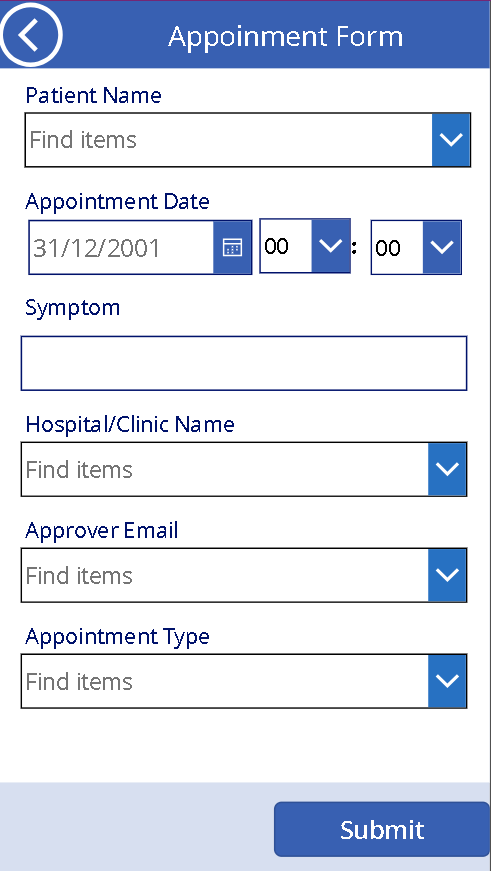 Appoinment Form
Patient Name
Find items
Appointment Date
31/12/2001 00 : 00
Symptom
Hospital/Clinic Name
Find items
Approver Email
Find items
Appointment Type
Find items
Submit